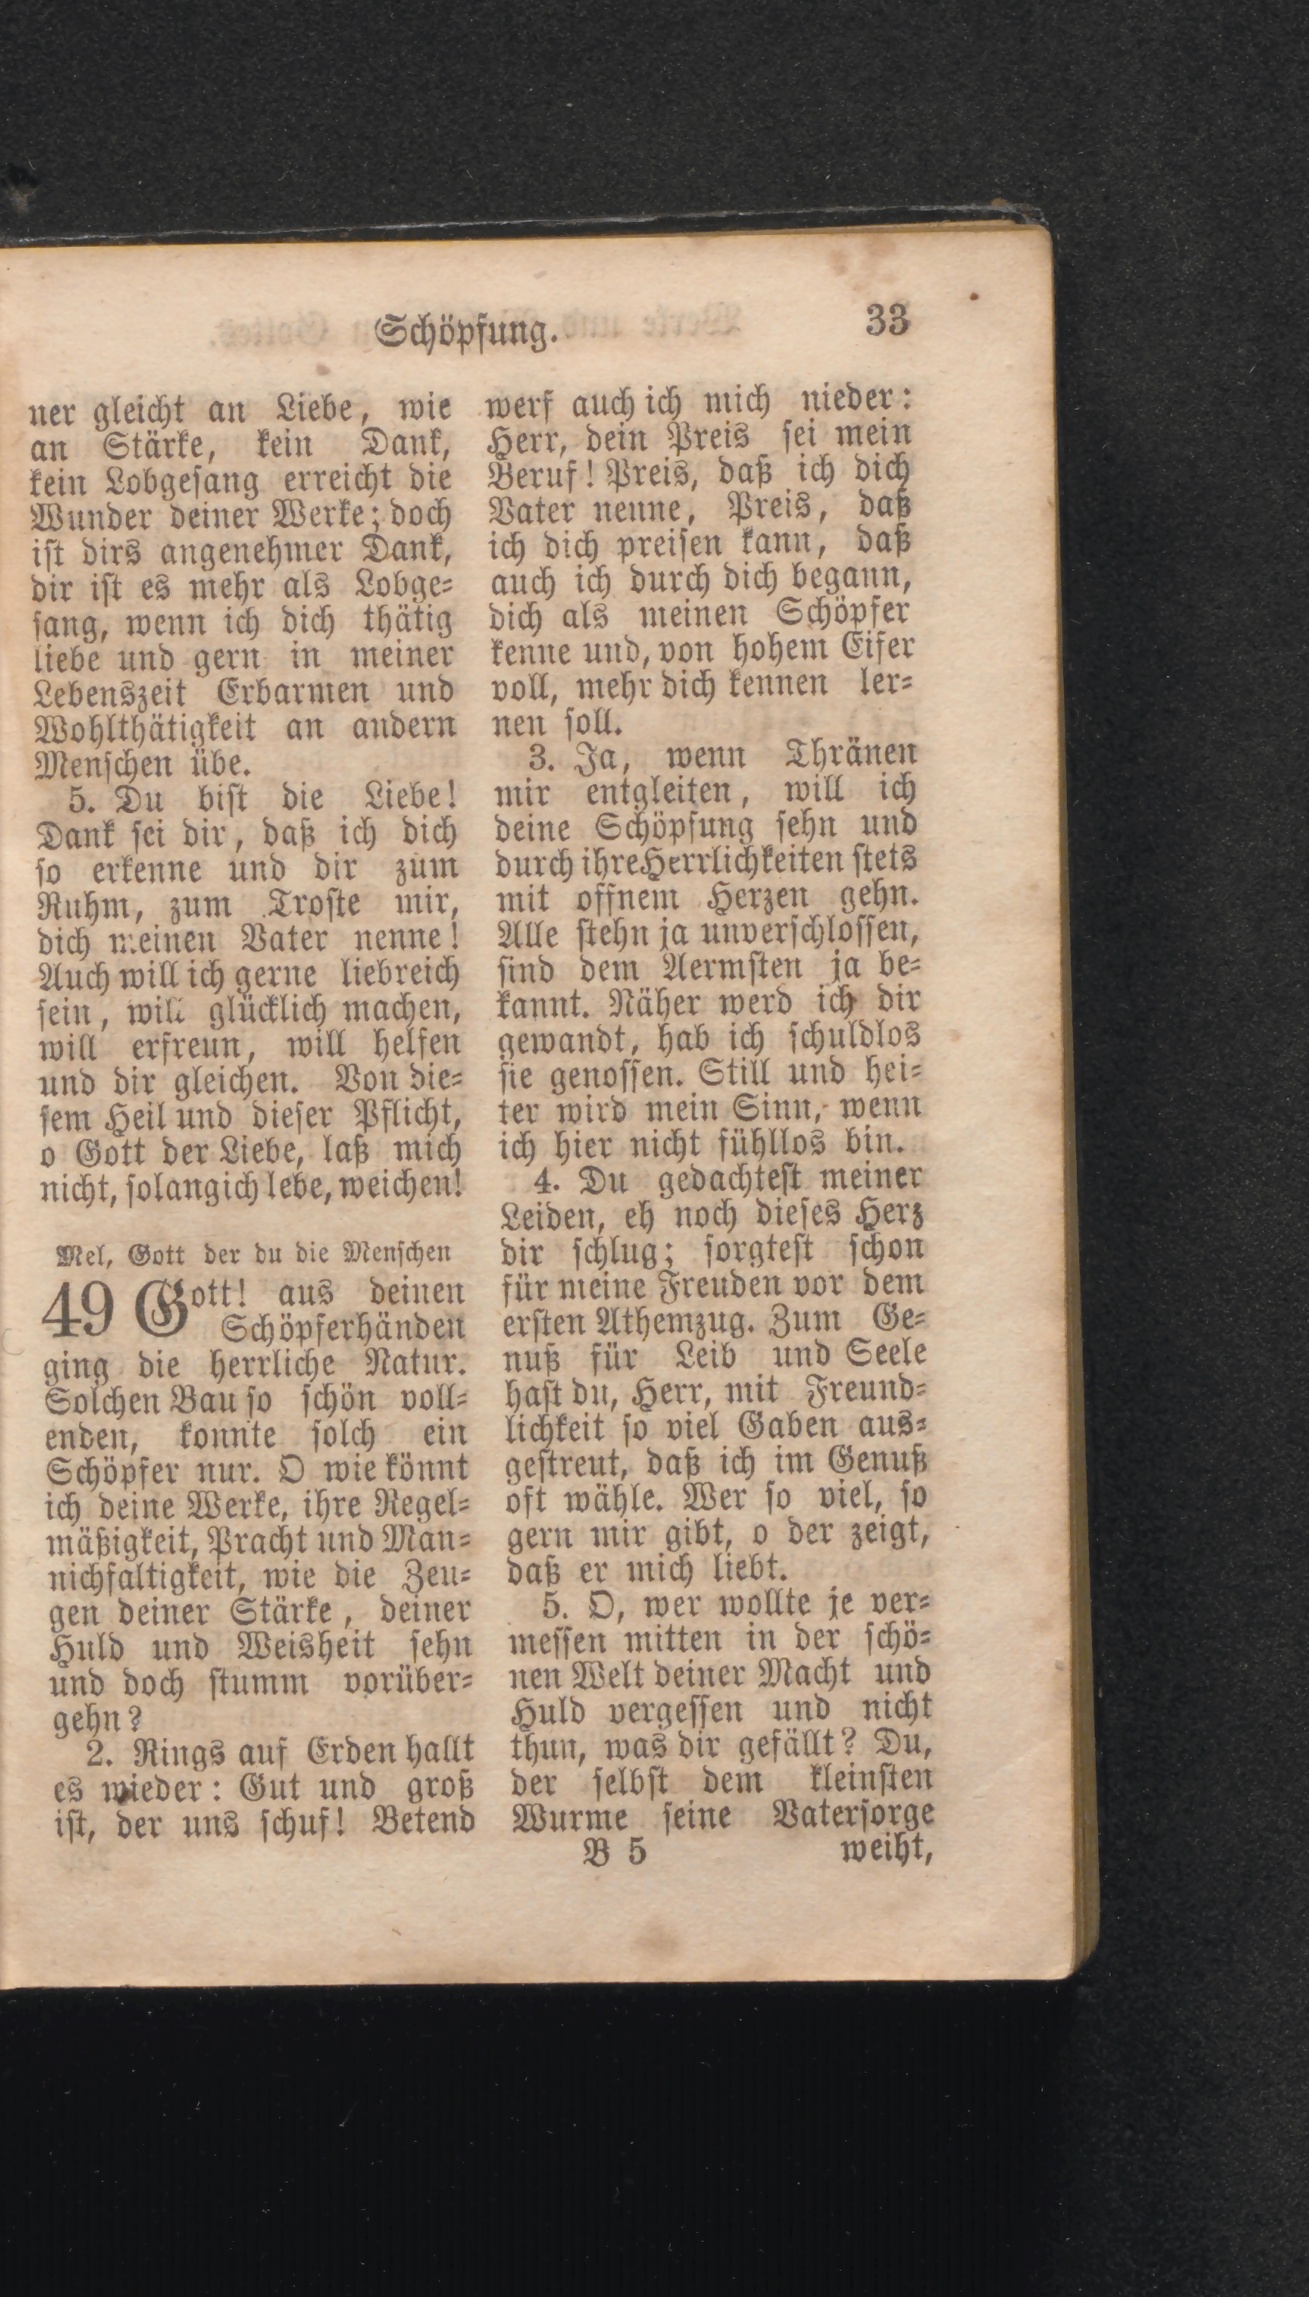 Schöpfung. 33
ner gleicht an Liebe, wie
an Stärke, kein Dank,
kein Lobgesang erreicht die
Wunder deiner Werke; doch
ist dirs angenehmer Dank,
dir ist es mehr als Lobge=
sang, wenn ich dich thätig
liebe und gern in meiner
Lebenszeit Erbarmen und
Wohlthätigkeit an andern
Menschen übe.
5. Du bist die Liebe!
Dank sei dir, daß ich dich
so erkenne und dir zum
Ruhm, zum Troste mir,
dich meinen Vater nenne!
Auch will ich gerne liebreich
sein, will glücklich machen,
will erfreun, will helfen
und dir gleichen. Von die=
sem Heil und dieser Pflicht,
o Gott der Liebe, laß mich
nicht, solang ich lebe, weichen!
Mel, Gott der du die Menschen
49 Gott! aus deinen
Schöpferhänden
ging die herrliche Natur.
Solchen Bau so schön voll=
enden, konnte solch ein
Schöpfer nur. O wie könnt
ich deine Werke, ihre Regel=
mäßigkeit, Pracht und Man=
nichfaltigkeit, wie die Zeu=
gen deiner Stärke, deiner
Huld und Weisheit sehn
und doch stumm vorüber=
gehn?
2. Rings auf Erden hallt
es wieder: Gut und groß
ist, der uns schuf! Betend
werf auch ich mich nieder:
Herr, dein Preis sei mein
Beruf! Preis, daß ich dich
Vater nenne, Preis, daß
ich dich preisen kann, daß
auch ich durch dich begann,
dich als meinen Schöpfer
kenne und, von hohem Eifer
voll, mehr dich kennen ler=
nen soll.
3. Ja, wenn Thränen
mir entgleiten, will ich
deine Schöpfung sehn und
durch ihre Herrlichkeiten stets
mit offnem Herzen gehn.
Alle stehn ja unverschlossen,
sind dem Aermsten ja be=
kannt. Näher werd ich dir
gewandt, hab ich schuldlos
sie genossen. Still und hei=
ter wird mein Sinn, wenn
ich hier nicht fühllos bin.
4. Du gedachtest meiner
Leiden, eh noch dieses Herz
dir schlug; sorgtest schon
für meine Freuden vor dem
ersten Athemzug. Zum Ge=
nuß für Leib und Seele
hast du, Herr, mit Freund=
lichkeit so viel Gaben aus=
gestreut, daß ich im Genuß
oft wähle. Wer so viel, so
gern mir gibt, o der zeigt,
daß er mich liebt.
5. O, wer wollte je ver=
messen mitten in der schö=
nen Welt deiner Macht und
Huld vergessen und nicht
thun, was dir gefällt? Du,
der selbst dem kleinsten
Wurme seine Vatersorge
B 5 weiht,